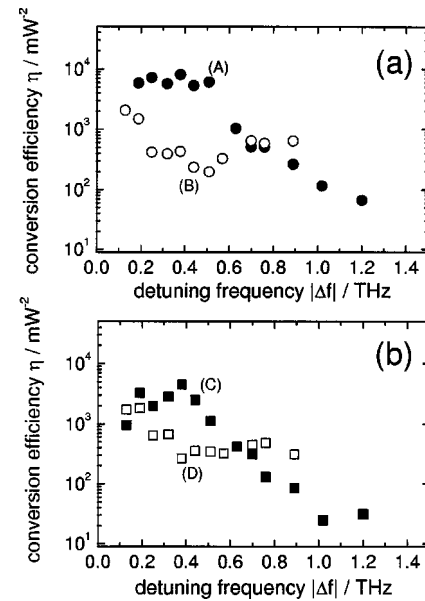 (a)
conversion efficiency η / mW⁻²
10⁴
10³
10²
10¹
(A)
(B)
0.0 0.2 0.4 0.6 0.8 1.0 1.2 1.4
detuning frequency |Δf| / THz
(b)
conversion efficiency η / mW⁻²
10⁴
10³
10²
10¹
(C)
(D)
0.0 0.2 0.4 0.6 0.8 1.0 1.2 1.4
detuning frequency |Δf| / THz